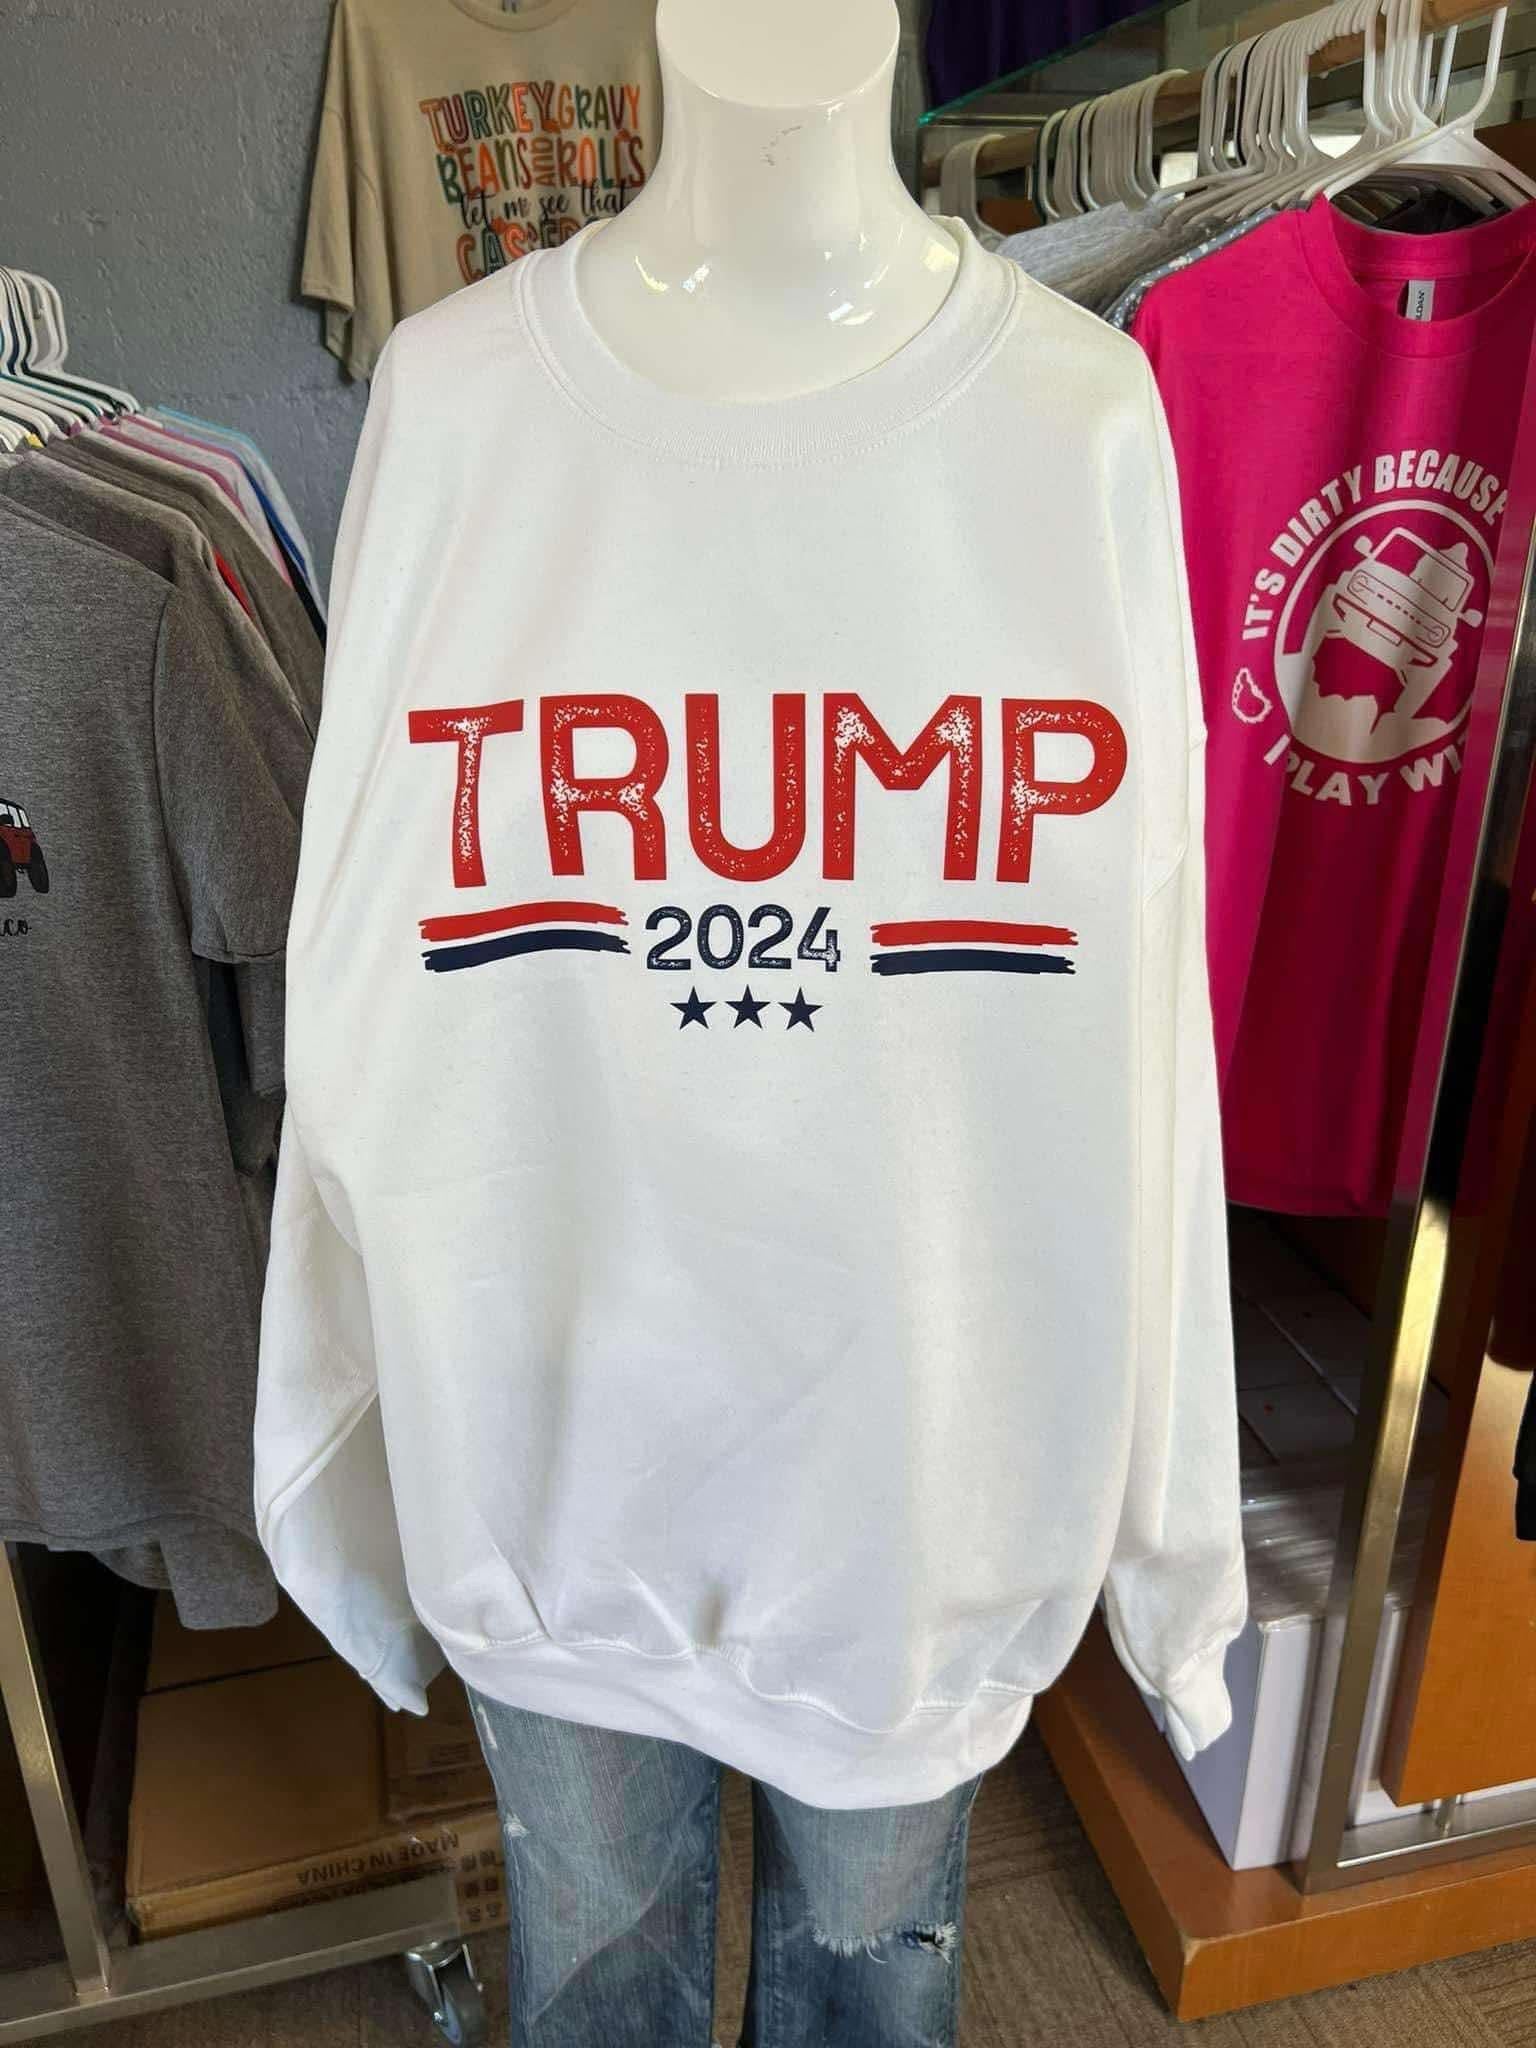 TURKEY GRAVY
BEANS AND ROLLS
let me see that
TRUMP
2024
IT'S DIRTY BECAUSE
I PLAY
MADE IN CHINA